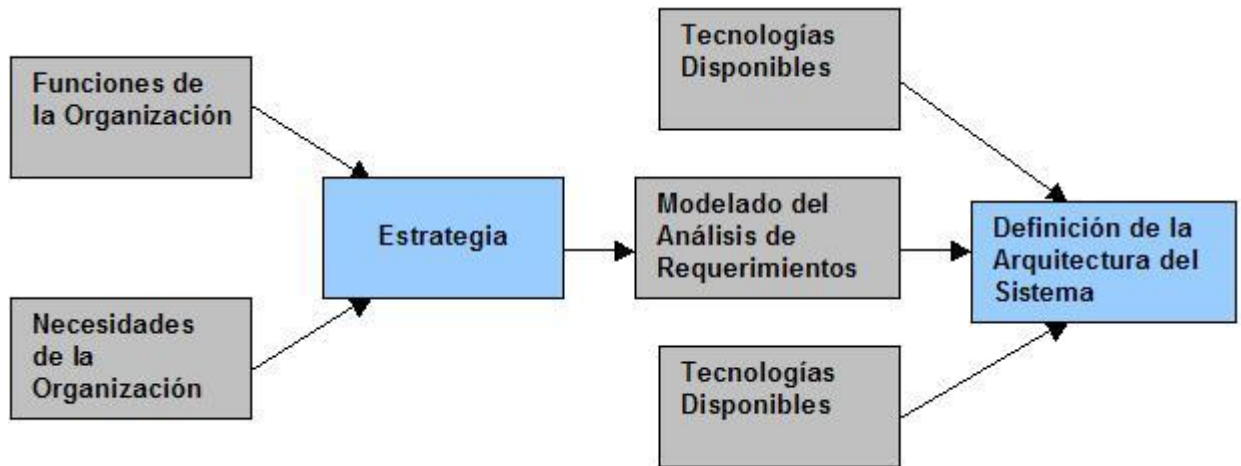 Funciones de
la Organización
Necesidades
de la
Organización
Estrategia
Tecnologías
Disponibles
Modelado del
Análisis de
Requerimientos
Tecnologías
Disponibles
Definición de la
Arquitectura del
Sistema